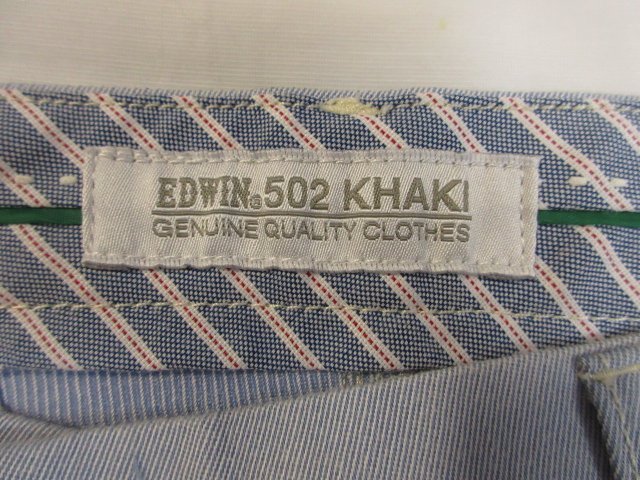 EDWIN® 502 KHAKI
GENUINE QUALITY CLOTHES